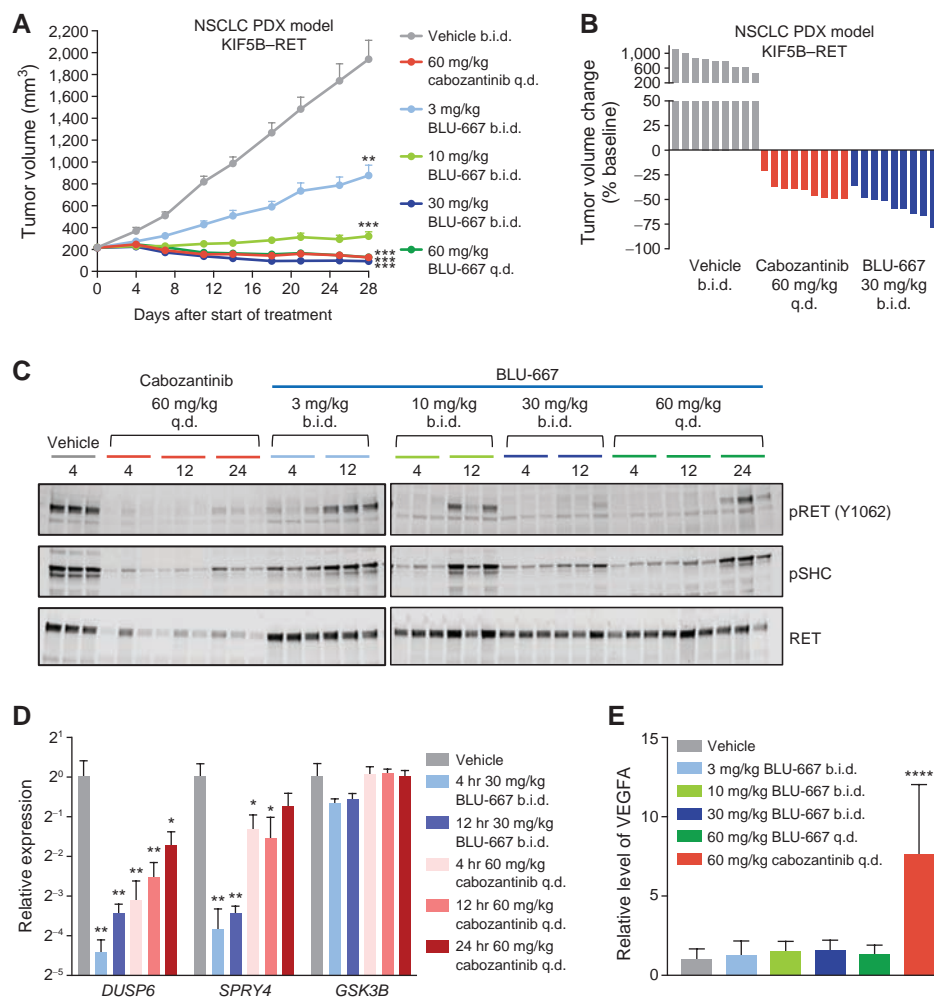 A
NSCLC PDX model
KIF5B–RET
Tumor volume (mm³)
2,200
2,000
1,800
1,600
1,400
1,200
1,000
800
600
400
200
0
0 4 8 12 16 20 24 28
Days after start of treatment
**
***
***
***
***
Vehicle b.i.d.
60 mg/kg
cabozantinib q.d.
3 mg/kg
BLU-667 b.i.d.
10 mg/kg
BLU-667 b.i.d.
30 mg/kg
BLU-667 b.i.d.
60 mg/kg
BLU-667 q.d.
B
NSCLC PDX model
KIF5B–RET
Tumor volume change
(% baseline)
1,000
600
200
50
25
0
−25
−50
−75
−100
Vehicle
b.i.d.
Cabozantinib
60 mg/kg
q.d.
BLU-667
30 mg/kg
b.i.d.
C
Cabozantinib
BLU-667
60 mg/kg
q.d.
3 mg/kg
b.i.d.
10 mg/kg
b.i.d.
30 mg/kg
b.i.d.
60 mg/kg
q.d.
Vehicle
4 4 12 24 4 12 4 12 4 12 4 12 24
pRET (Y1062)
pSHC
RET
D
Relative expression
2^1
2^0
2^−1
2^−2
2^−3
2^−4
2^−5
** ** ** ** *
** ** * *
DUSP6 SPRY4 GSK3B
Vehicle
4 hr 30 mg/kg
BLU-667 b.i.d.
12 hr 30 mg/kg
BLU-667 b.i.d.
4 hr 60 mg/kg
cabozantinib q.d.
12 hr 60 mg/kg
cabozantinib q.d.
24 hr 60 mg/kg
cabozantinib q.d.
E
Relative level of VEGFA
15
10
5
0
Vehicle
3 mg/kg BLU-667 b.i.d.
10 mg/kg BLU-667 b.i.d.
30 mg/kg BLU-667 b.i.d.
60 mg/kg BLU-667 q.d.
60 mg/kg cabozantinib q.d.
****